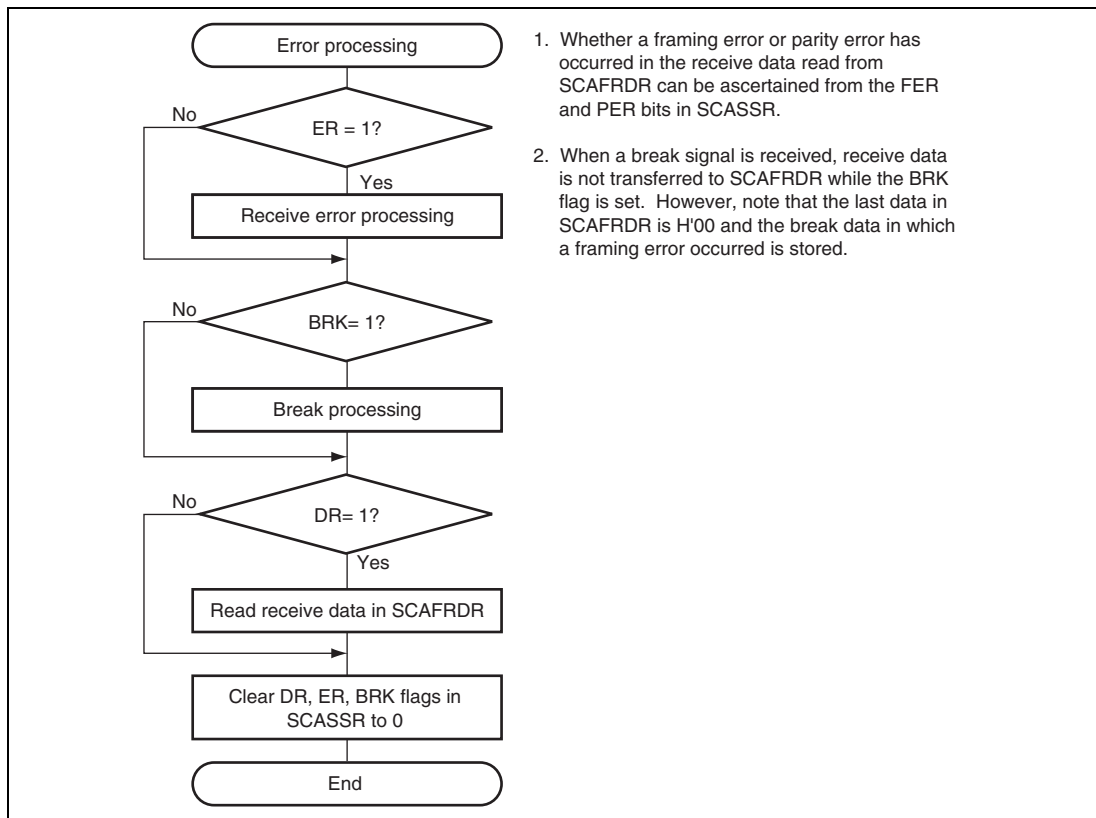 Error processing
No
ER = 1?
Yes
Receive error processing
No
BRK= 1?
Break processing
No
DR= 1?
Yes
Read receive data in SCAFRDR
Clear DR, ER, BRK flags in
SCASSR to 0
End
1. Whether a framing error or parity error has
occurred in the receive data read from
SCAFRDR can be ascertained from the FER
and PER bits in SCASSR.
2. When a break signal is received, receive data
is not transferred to SCAFRDR while the BRK
flag is set. However, note that the last data in
SCAFRDR is H'00 and the break data in which
a framing error occurred is stored.